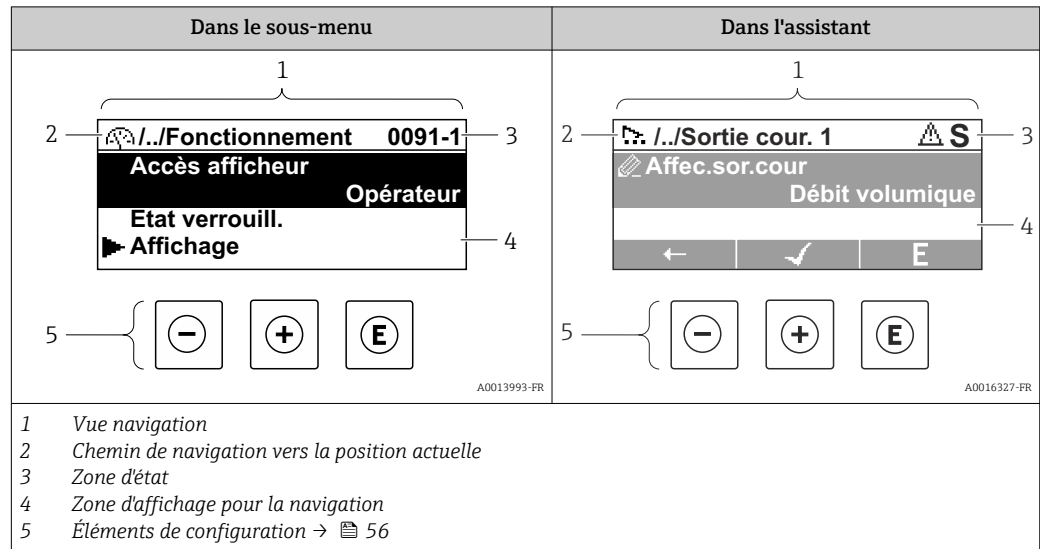 Dans le sous-menu
1
2
/../Fonctionnement 0091-1
3
Accès afficheur
Opérateur
Etat verrouill.
Affichage
4
5
- + E
A0013993-FR
Dans l'assistant
1
2
/../Sortie cour. 1 ⚠ S
3
Affec.sor.cour
Débit volumique
4
← ✓ E
5
- + E
A0016327-FR
1 Vue navigation
2 Chemin de navigation vers la position actuelle
3 Zone d'état
4 Zone d'affichage pour la navigation
5 Éléments de configuration → 56